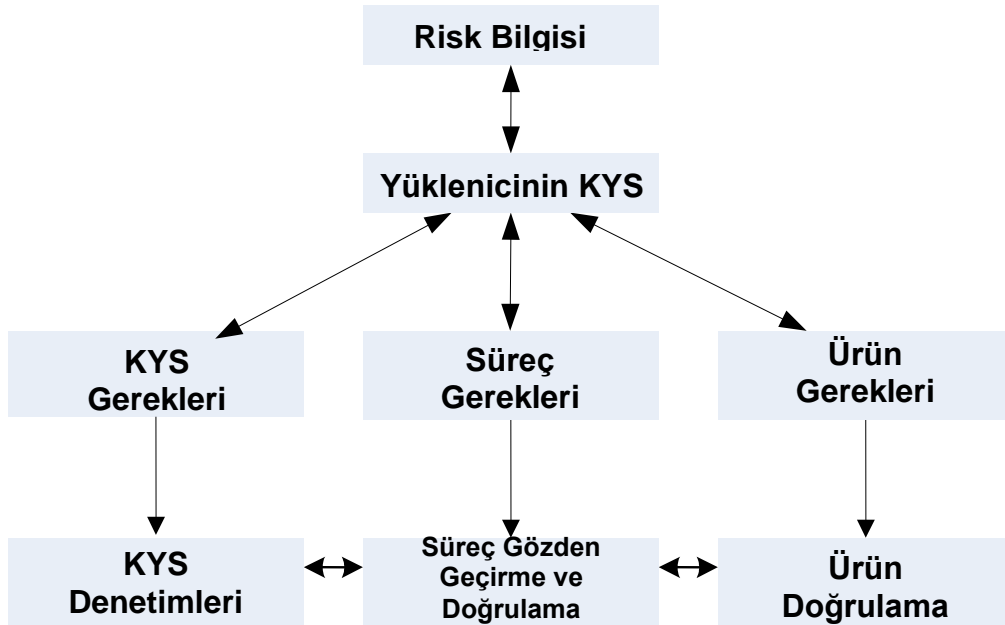 Risk Bilgisi
Yüklenicinin KYS
KYS
Gerekleri
Süreç
Gerekleri
Ürün
Gerekleri
KYS
Denetimleri
Süreç Gözden
Geçirme ve
Doğrulama
Ürün
Doğrulama